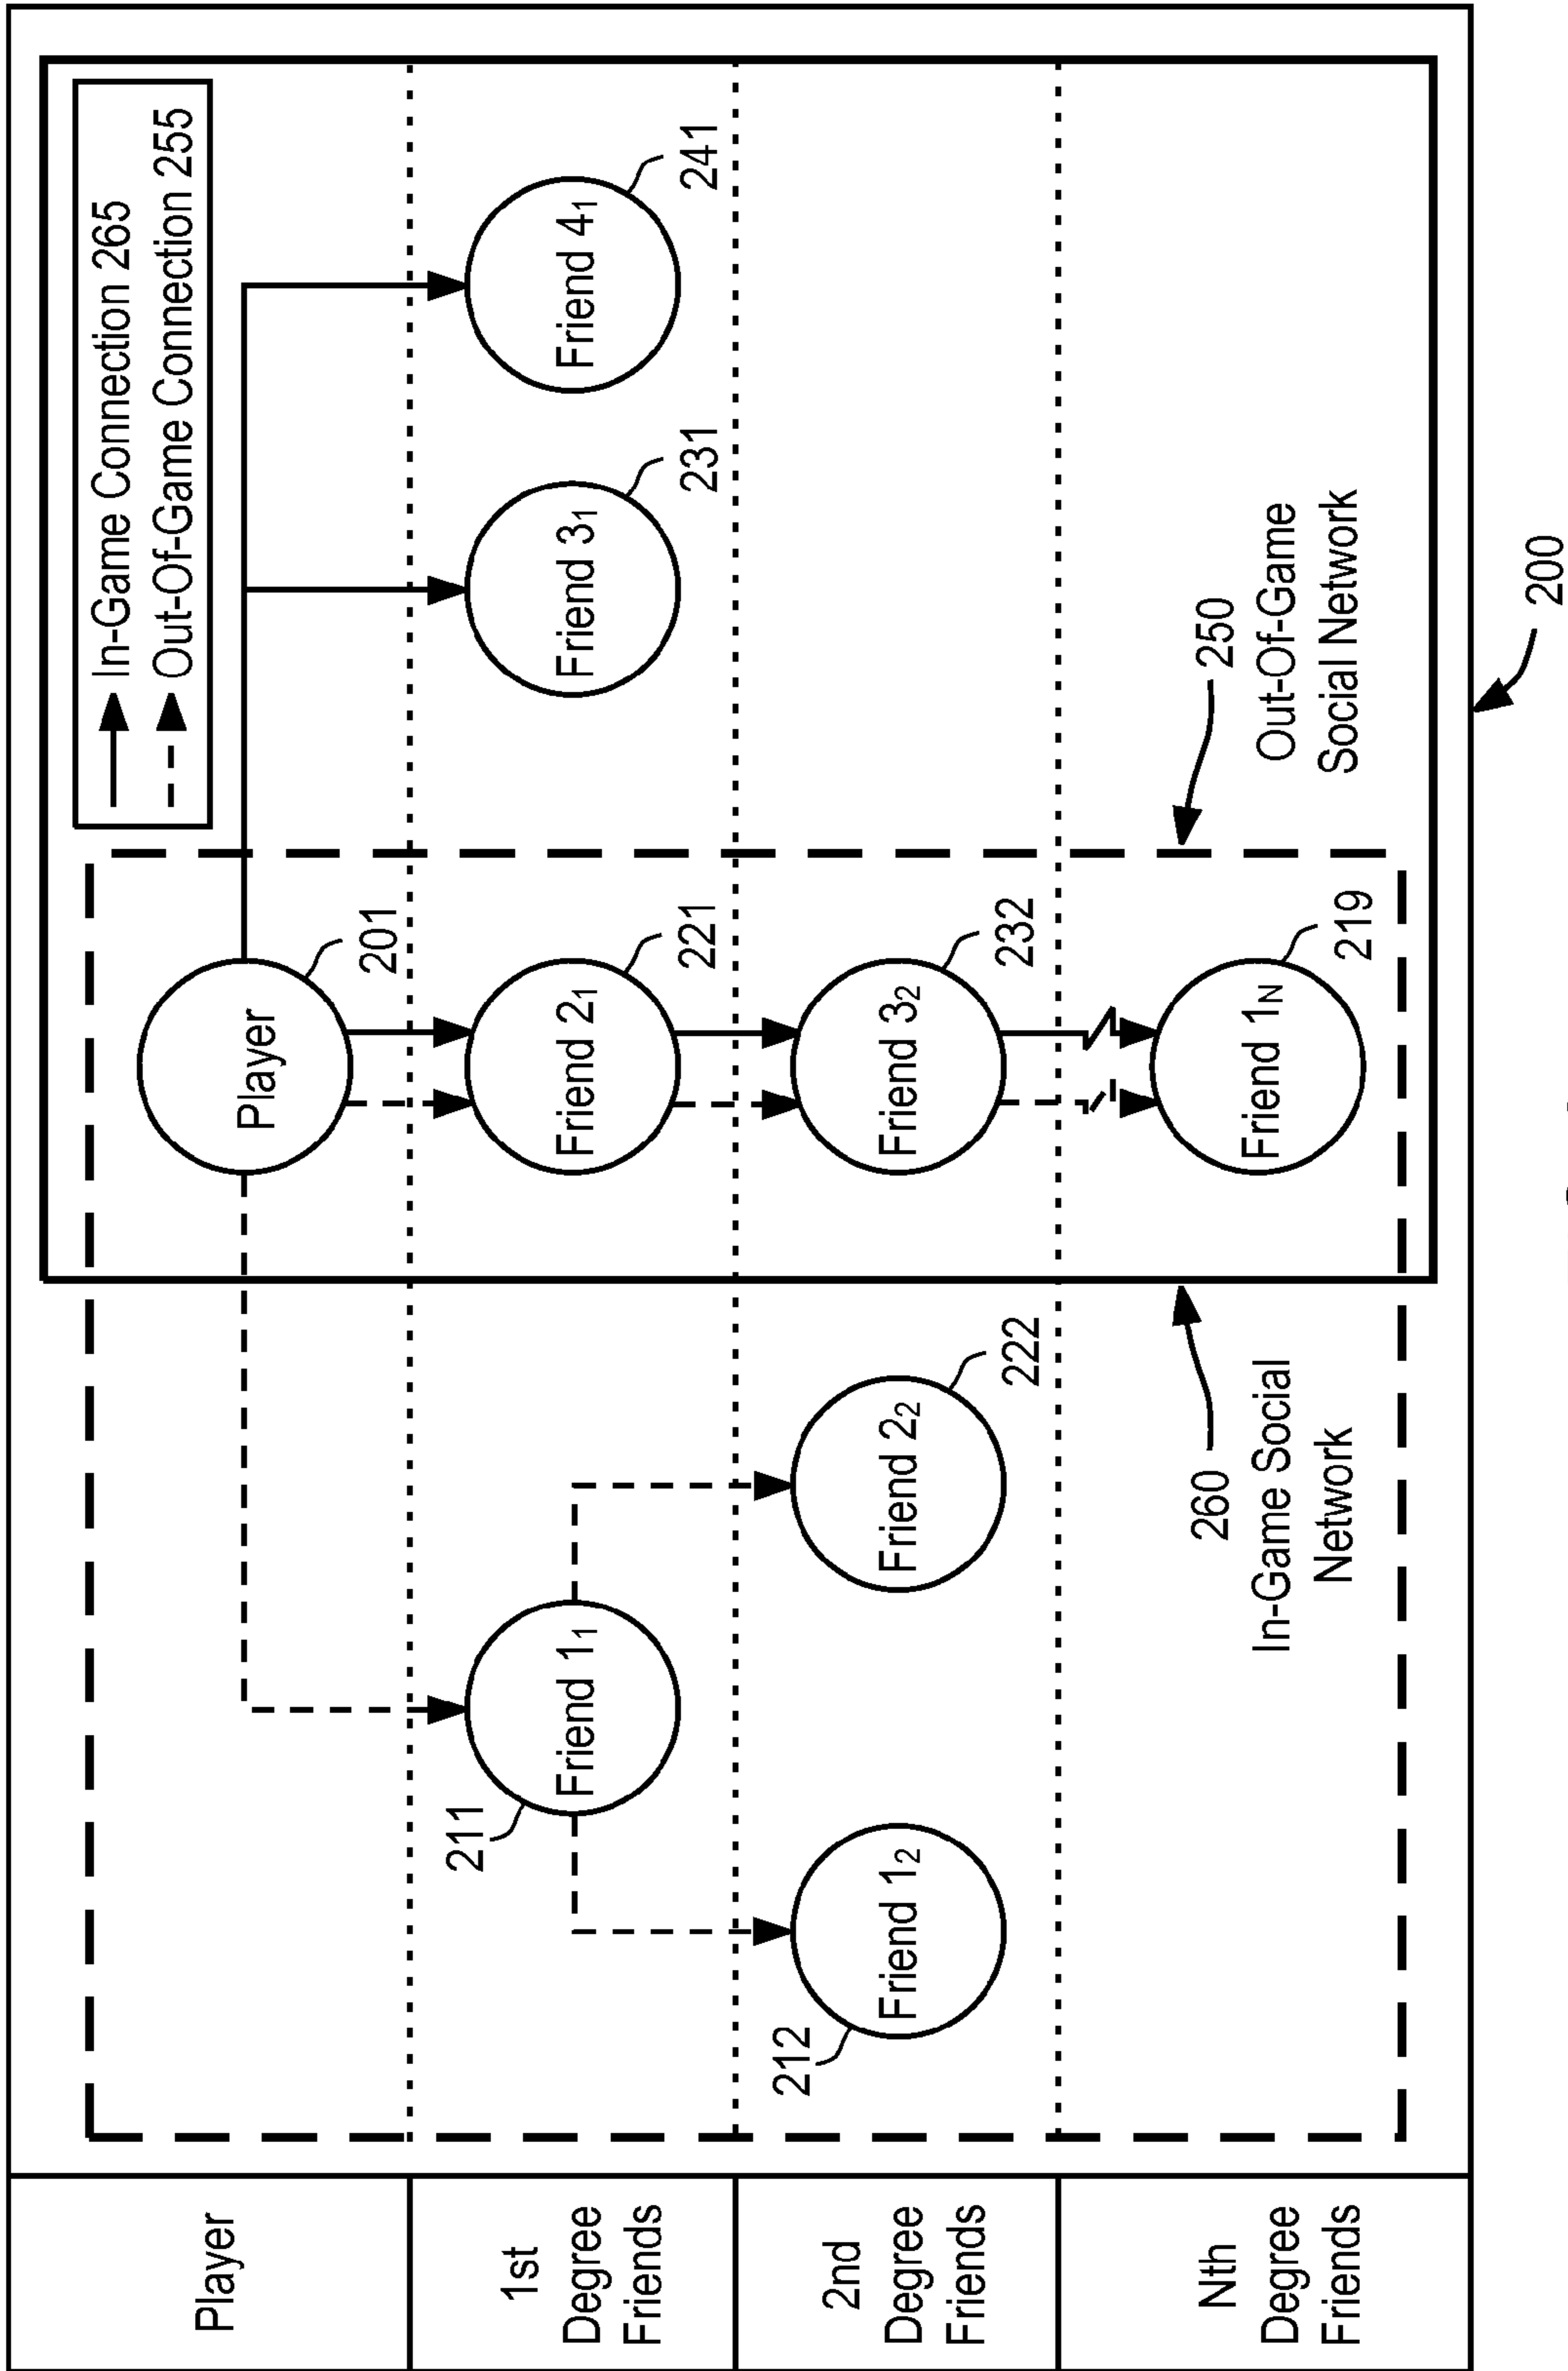 Player
1st
Degree
Friends
2nd
Degree
Friends
Nth
Degree
Friends
In-Game Connection 265
Out-Of-Game Connection 255
Player
201
211
Friend 1₁
Friend 2₁
221
Friend 3₁
231
Friend 4₁
241
212
Friend 1₂
Friend 2₂
222
Friend 3₂
232
260
In-Game Social
Network
Friend 1N
219
250
Out-Of-Game
Social Network
200